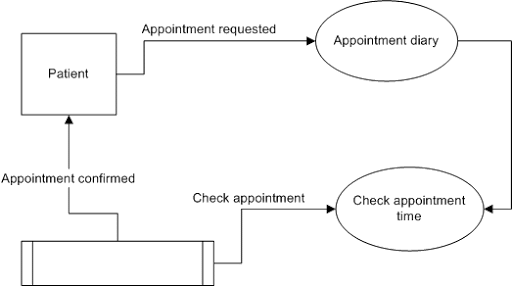 Appointment requested
Appointment diary
Patient
Appointment confirmed
Check appointment
Check appointment
time